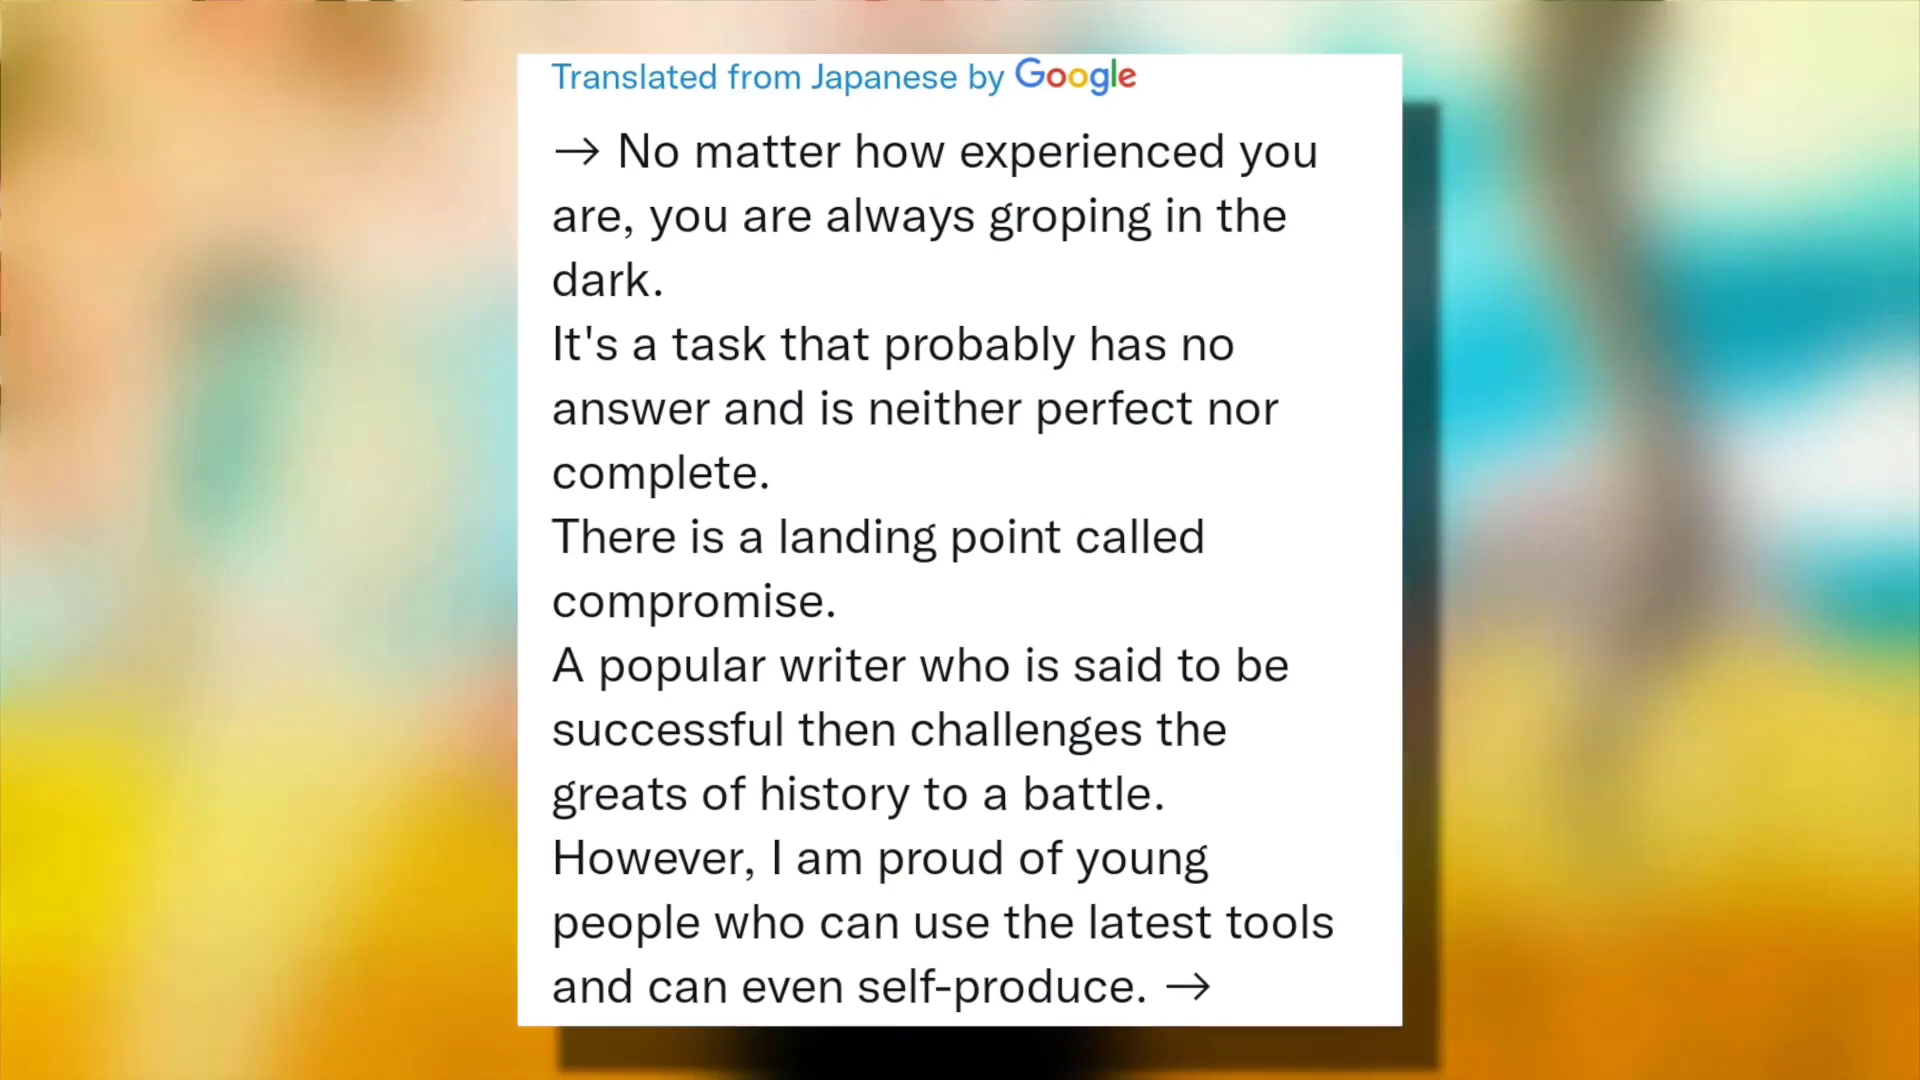 Translated from Japanese by Google
→ No matter how experienced you
are, you are always groping in the
dark.
It's a task that probably has no
answer and is neither perfect nor
complete.
There is a landing point called
compromise.
A popular writer who is said to be
successful then challenges the
greats of history to a battle.
However, I am proud of young
people who can use the latest tools
and can even self-produce. →